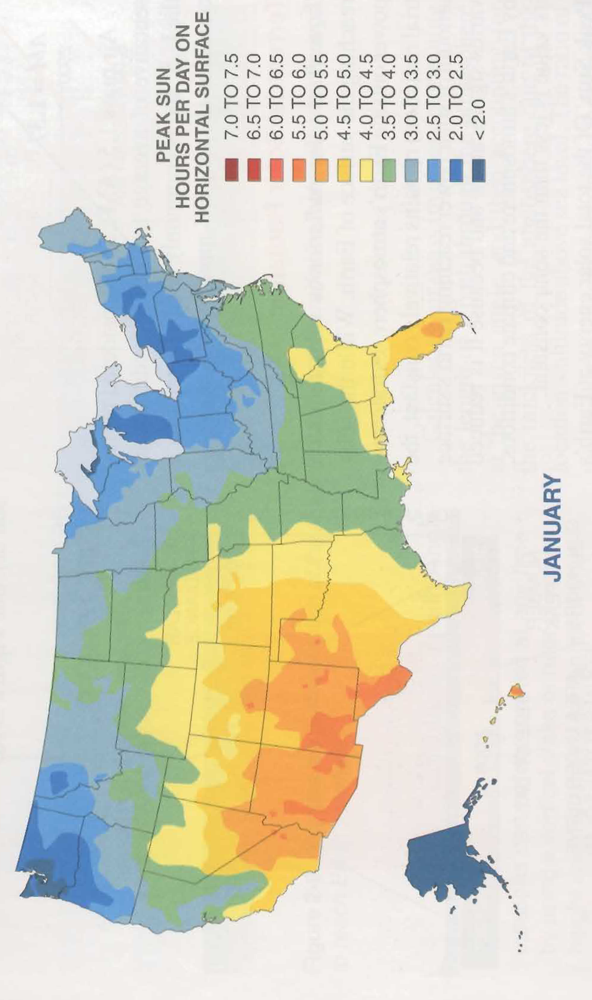 PEAK SUN
HOURS PER DAY ON
HORIZONTAL SURFACE
7.0 TO 7.5
6.5 TO 7.0
6.0 TO 6.5
5.5 TO 6.0
5.0 TO 5.5
4.5 TO 5.0
4.0 TO 4.5
3.5 TO 4.0
3.0 TO 3.5
2.5 TO 3.0
2.0 TO 2.5
< 2.0
JANUARY